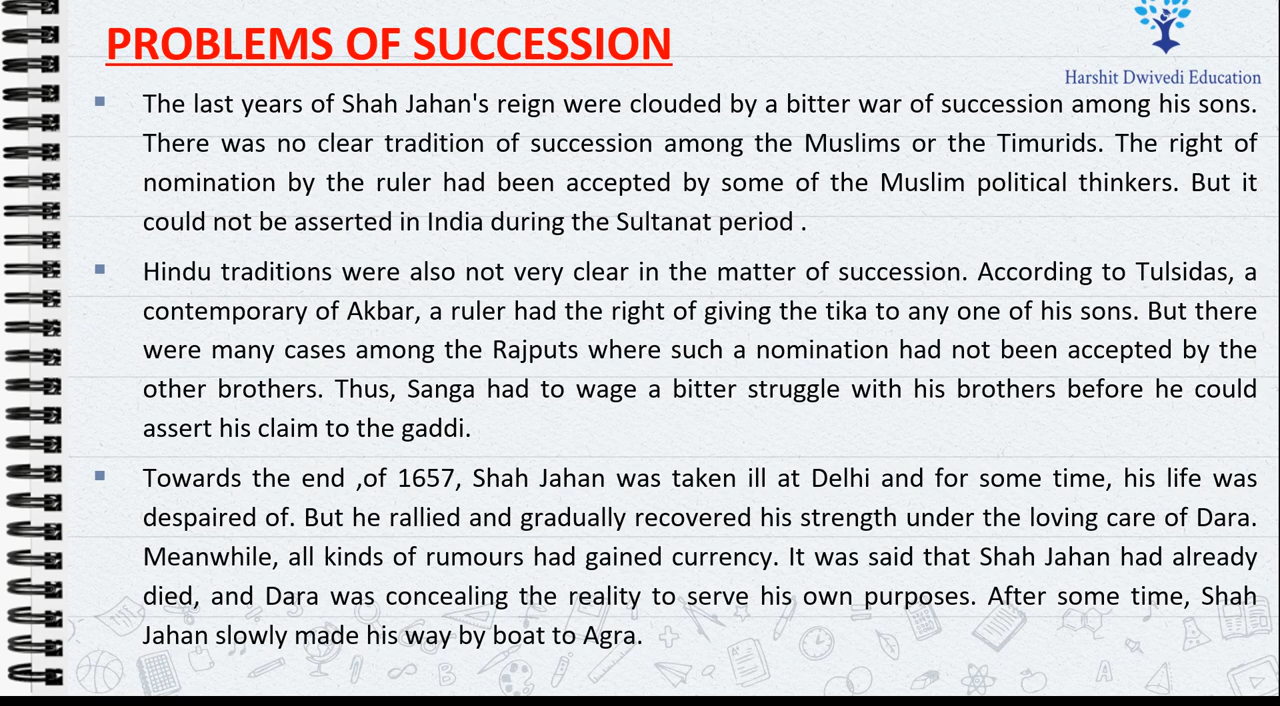 PROBLEMS OF SUCCESSION
Harshit Dwivedi Education
The last years of Shah Jahan's reign were clouded by a bitter war of succession among his sons.
There was no clear tradition of succession among the Muslims or the Timurids. The right of
nomination by the ruler had been accepted by some of the Muslim political thinkers. But it
could not be asserted in India during the Sultanat period .
Hindu traditions were also not very clear in the matter of succession. According to Tulsidas, a
contemporary of Akbar, a ruler had the right of giving the tika to any one of his sons. But there
were many cases among the Rajputs where such a nomination had not been accepted by the
other brothers. Thus, Sanga had to wage a bitter struggle with his brothers before he could
assert his claim to the gaddi.
Towards the end ,of 1657, Shah Jahan was taken ill at Delhi and for some time, his life was
despaired of. But he rallied and gradually recovered his strength under the loving care of Dara.
Meanwhile, all kinds of rumours had gained currency. It was said that Shah Jahan had already
died, and Dara was concealing the reality to serve his own purposes. After some time, Shah
Jahan slowly made his way by boat to Agra.